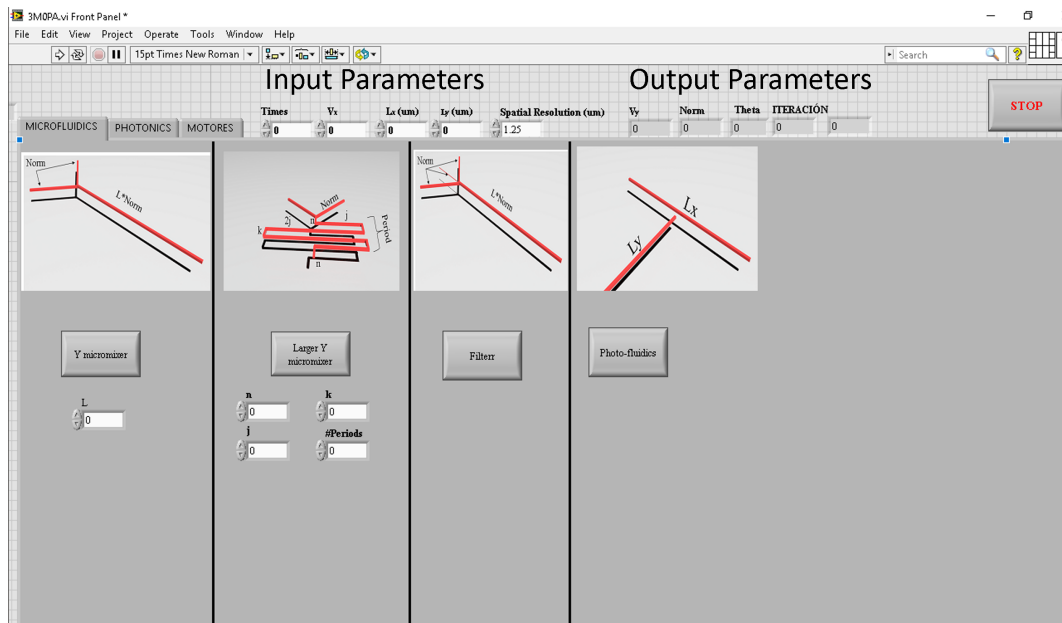 3M0PA.vi Front Panel *
File Edit View Project Operate Tools Window Help
15pt Times New Roman
Search
Input Parameters
Output Parameters
STOP
Times Vx Lx (um) Ly (um) Spatial Resolution (um)
0 0 0 0 1.25
Vy Norm Theta ITERACIÓN
0 0 0 0 0
MICROFLUIDICS PHOTONICS MOTORES
Norm
L*Norm
Norm
2j n j
k
Period
n
Norm
L*Norm
Lx
Ly
Y micromixer
L
0
Larger Y
micromixer
n k
0 0
j #Periods
0 0
Filterr
Photo-fluidics